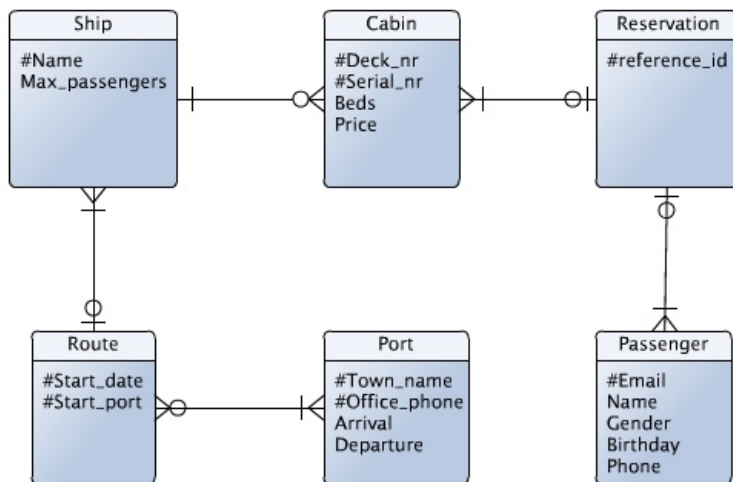 Ship
#Name
Max_passengers
Cabin
#Deck_nr
#Serial_nr
Beds
Price
Reservation
#reference_id
Route
#Start_date
#Start_port
Port
#Town_name
#Office_phone
Arrival
Departure
Passenger
#Email
Name
Gender
Birthday
Phone